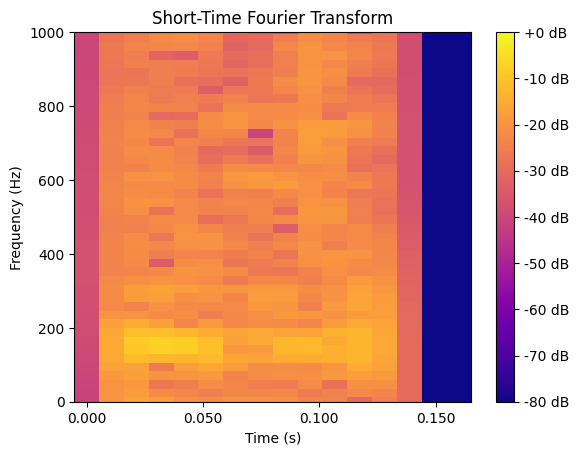 Short-Time Fourier Transform
Frequency (Hz)
1000
800
600
400
200
0
0.000
0.050
0.100
0.150
Time (s)
+0 dB
-10 dB
-20 dB
-30 dB
-40 dB
-50 dB
-60 dB
-70 dB
-80 dB